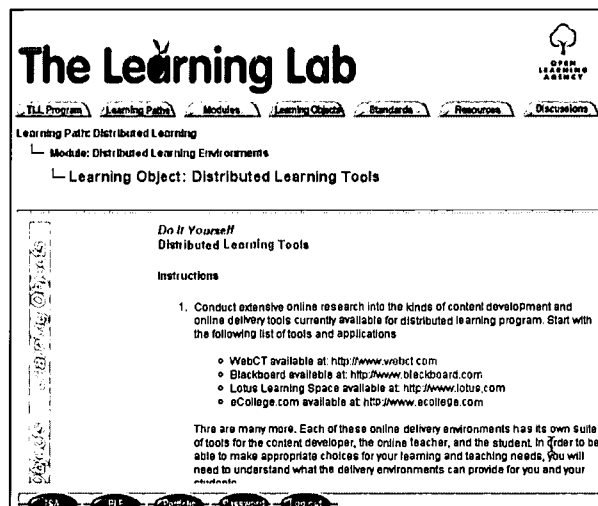 The Learning Lab
OPEN
LEARNING
AGENCY
TLL Program Learning Paths Modules Learning Objects Standards Resources Discussions
Learning Path: Distributed Learning
Module: Distributed Learning Environments
Learning Object: Distributed Learning Tools
Do It Yourself
Distributed Learning Tools
Instructions
1. Conduct extensive online research into the kinds of content development and
online delivery tools currently available for distributed learning program. Start with
the following list of tools and applications
WebCT available at: http://www.webct.com
Blackboard available at: http://www.blackboard.com
Lotus Learning Space available at: http://www.lotus.com
eCollege.com available at: http://www.ecollege.com
Thre are many more. Each of these online delivery environments has its own suite
of tools for the content developer, the online teacher, and the student. In order to be
able to make appropriate choices for your learning and teaching needs, you will
need to understand what the delivery environments can provide for you and your
students
TSA PLF Portfolio Password Logout